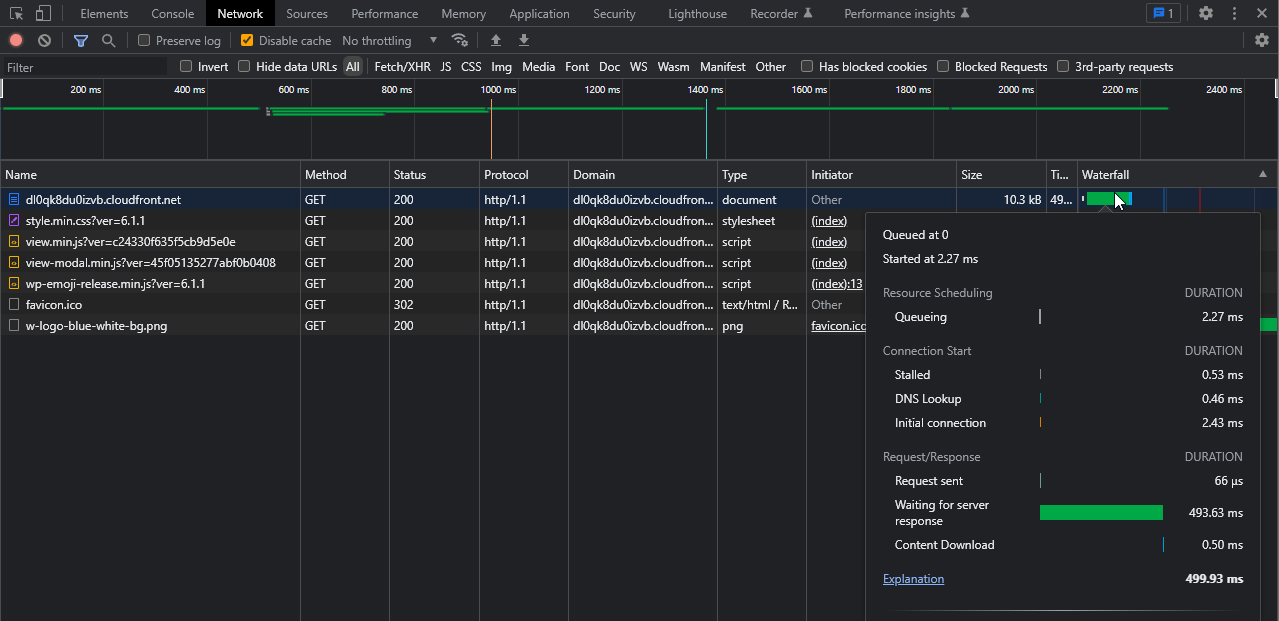 Elements Console Network Sources Performance Memory Application Security Lighthouse Recorder Performance insights 1
Preserve log Disable cache No throttling
Filter Invert Hide data URLs All Fetch/XHR JS CSS Img Media Font Doc WS Wasm Manifest Other Has blocked cookies Blocked Requests 3rd-party requests
200 ms 400 ms 600 ms 800 ms 1000 ms 1200 ms 1400 ms 1600 ms 1800 ms 2000 ms 2200 ms 2400 ms
Name Method Status Protocol Domain Type Initiator Size Ti... Waterfall
dl0qk8du0izvb.cloudfront.net GET 200 http/1.1 dl0qk8du0izvb.cloudfron... document Other 10.3 kB 49...
style.min.css?ver=6.1.1 GET 200 http/1.1 dl0qk8du0izvb.cloudfron... stylesheet (index)
view.min.js?ver=c24330f635f5cb9d5e0e GET 200 http/1.1 dl0qk8du0izvb.cloudfron... script (index)
view-modal.min.js?ver=45f05135277abf0b0408 GET 200 http/1.1 dl0qk8du0izvb.cloudfron... script (index)
wp-emoji-release.min.js?ver=6.1.1 GET 200 http/1.1 dl0qk8du0izvb.cloudfron... script (index):13
favicon.ico GET 302 http/1.1 dl0qk8du0izvb.cloudfron... text/html / R... Other
w-logo-blue-white-bg.png GET 200 http/1.1 dl0qk8du0izvb.cloudfron... png favicon.ico
Queued at 0
Started at 2.27 ms
Resource Scheduling DURATION
Queueing 2.27 ms
Connection Start DURATION
Stalled 0.53 ms
DNS Lookup 0.46 ms
Initial connection 2.43 ms
Request/Response DURATION
Request sent 66 µs
Waiting for server
response 493.63 ms
Content Download 0.50 ms
Explanation 499.93 ms